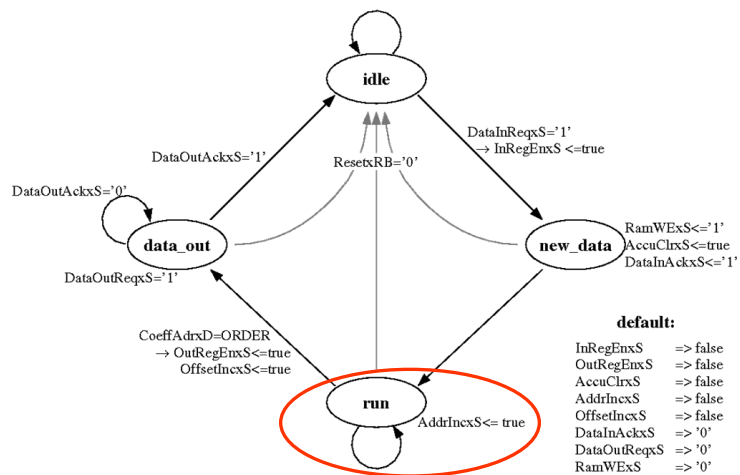 idle
DataInReqxS='1'
→ InRegEnxS <=true
DataOutAckxS='1'
ResetxRB='0'
DataOutAckxS='0'
data_out
new_data
RamWExS<='1'
AccuClrxS<=true
DataInAckxS<='1'
DataOutReqxS='1'
CoeffAdrxD=ORDER
→ OutRegEnxS<=true
OffsetIncxS<=true
run
AddrIncxS<= true
default:
InRegEnxS => false
OutRegEnxS => false
AccuClrxS => false
AddrIncxS => false
OffsetIncxS => false
DataInAckxS => '0'
DataOutReqxS => '0'
RamWExS => '0'